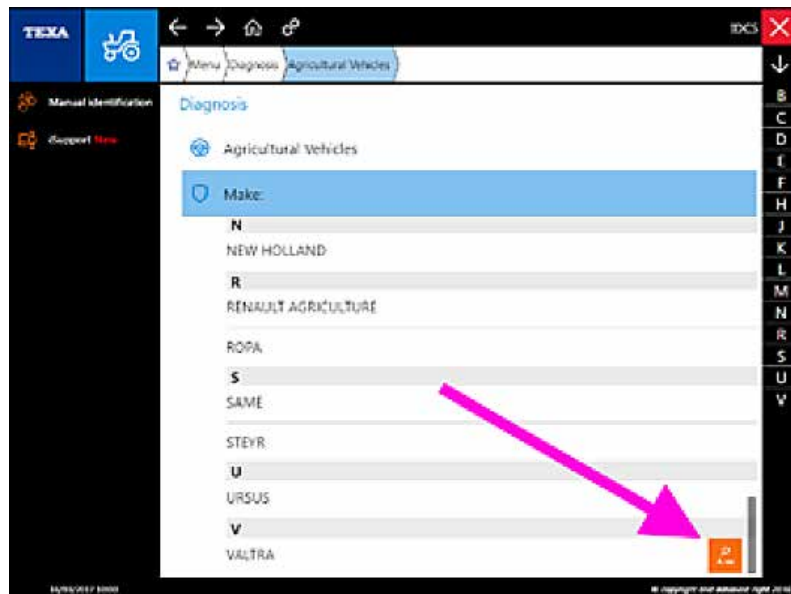 TEXA
IDC5
Menu
Diagnosis
Agricultural Vehicles
Manual identification
iSupport New
Diagnosis
Agricultural Vehicles
Make:
N
NEW HOLLAND
R
RENAULT AGRICULTURE
ROPA
S
SAME
STEYR
U
URSUS
V
VALTRA
B
C
D
E
F
H
J
K
L
M
N
R
S
U
V